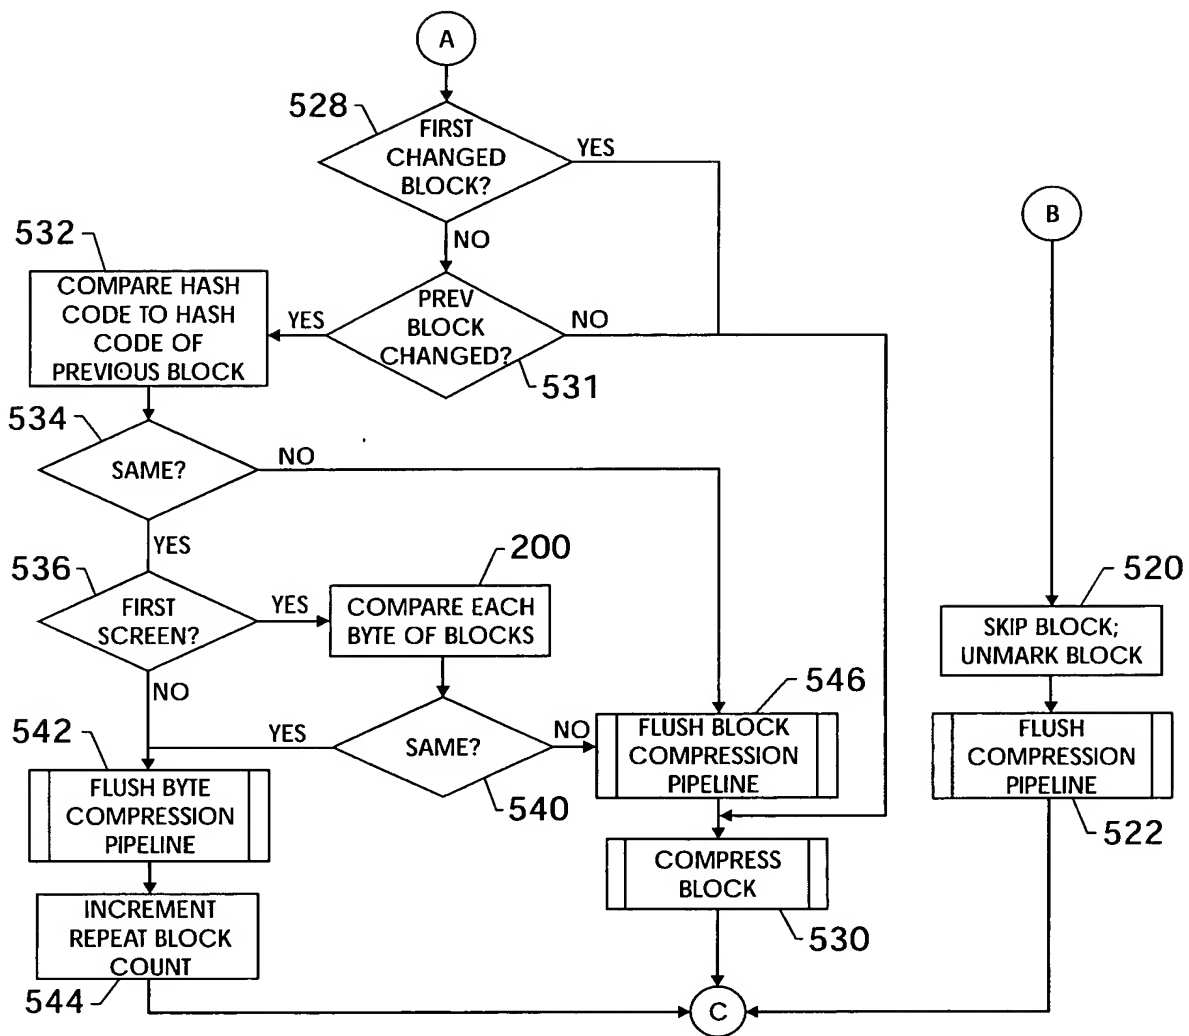 A
528
FIRST
CHANGED
BLOCK?
YES
NO
B
532
COMPARE HASH
CODE TO HASH
CODE OF
PREVIOUS BLOCK
YES
PREV
BLOCK
CHANGED?
NO
531
534
SAME?
NO
YES
536
FIRST
SCREEN?
YES
NO
200
COMPARE EACH
BYTE OF BLOCKS
520
SKIP BLOCK;
UNMARK BLOCK
542
FLUSH BYTE
COMPRESSION
PIPELINE
YES
SAME?
NO
540
546
FLUSH BLOCK
COMPRESSION
PIPELINE
FLUSH
COMPRESSION
PIPELINE
522
COMPRESS
BLOCK
530
INCREMENT
REPEAT BLOCK
COUNT
544
C